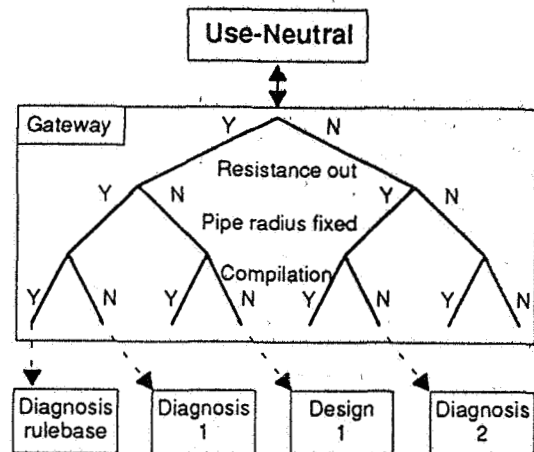 Use-Neutral
Gateway
Y N
Resistance out
Y N Y N
Pipe radius fixed
Compilation
Y N Y N Y N Y N
Diagnosis
rulebase
Diagnosis
1
Design
1
Diagnosis
2